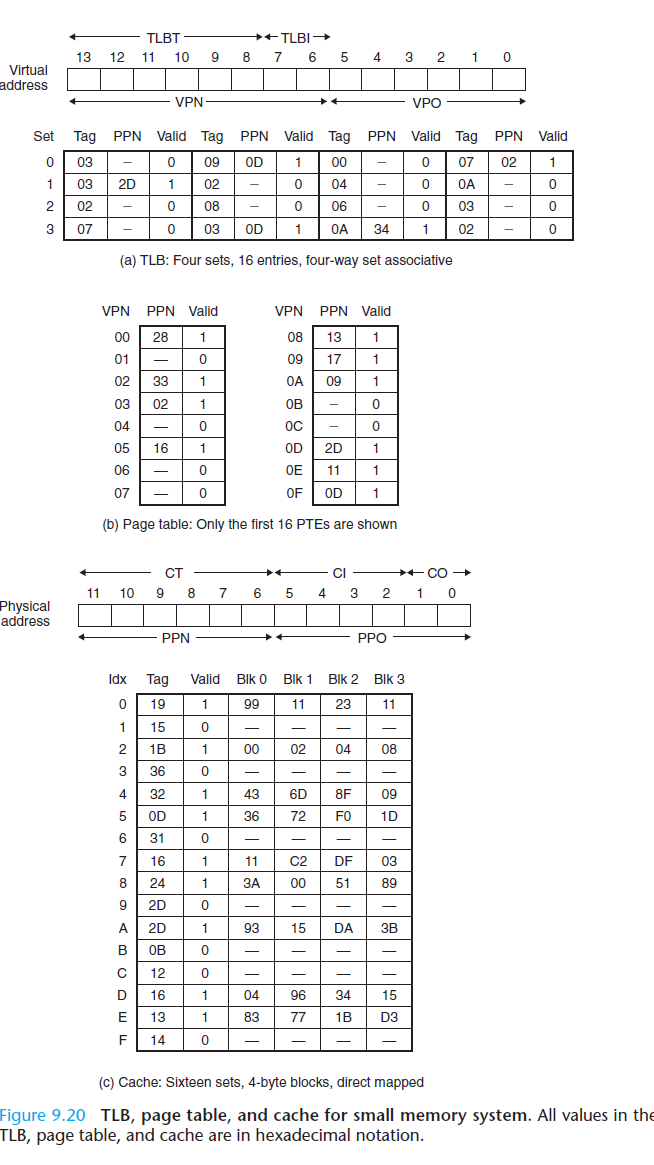 TLBT TLBI
13 12 11 10 9 8 7 6 5 4 3 2 1 0
Virtual
address
VPN VPO
Set Tag PPN Valid Tag PPN Valid Tag PPN Valid Tag PPN Valid
0 03 – 0 09 0D 1 00 – 0 07 02 1
1 03 2D 1 02 – 0 04 – 0 0A – 0
2 02 – 0 08 – 0 06 – 0 03 – 0
3 07 – 0 03 0D 1 0A 34 1 02 – 0
(a) TLB: Four sets, 16 entries, four-way set associative
VPN PPN Valid VPN PPN Valid
00 28 1 08 13 1
01 — 0 09 17 1
02 33 1 0A 09 1
03 02 1 0B – 0
04 — 0 0C – 0
05 16 1 0D 2D 1
06 — 0 0E 11 1
07 — 0 0F 0D 1
(b) Page table: Only the first 16 PTEs are shown
CT CI CO
11 10 9 8 7 6 5 4 3 2 1 0
Physical
address
PPN PPO
Idx Tag Valid Blk 0 Blk 1 Blk 2 Blk 3
0 19 1 99 11 23 11
1 15 0 — — — —
2 1B 1 00 02 04 08
3 36 0 — — — —
4 32 1 43 6D 8F 09
5 0D 1 36 72 F0 1D
6 31 0 — — — —
7 16 1 11 C2 DF 03
8 24 1 3A 00 51 89
9 2D 0 — — — —
A 2D 1 93 15 DA 3B
B 0B 0 — — — —
C 12 0 — — — —
D 16 1 04 96 34 15
E 13 1 83 77 1B D3
F 14 0 — — — —
(c) Cache: Sixteen sets, 4-byte blocks, direct mapped
Figure 9.20 TLB, page table, and cache for small memory system. All values in the
TLB, page table, and cache are in hexadecimal notation.